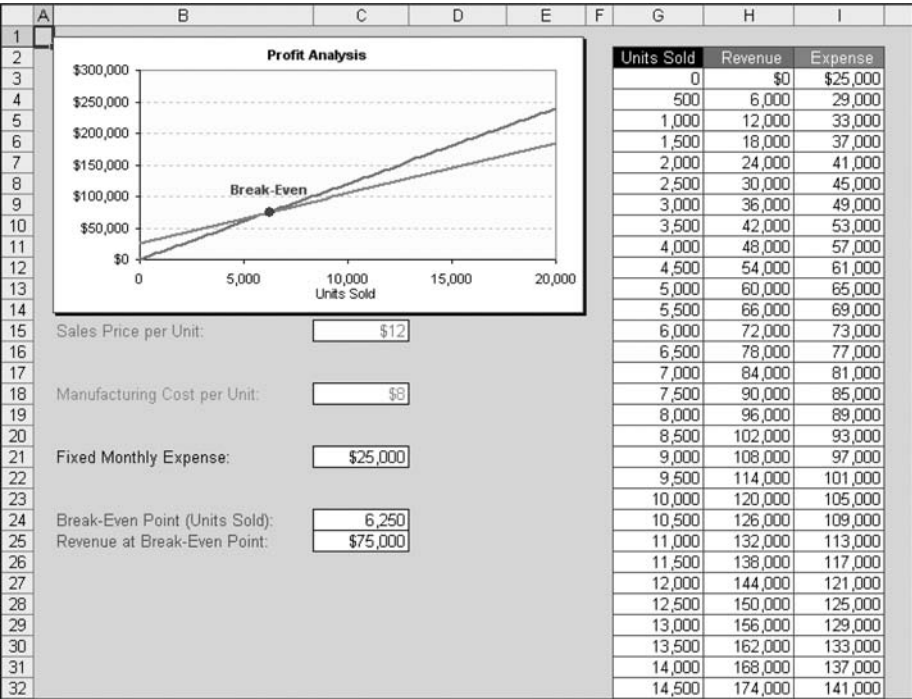 A B C D E F G H I
1
2 Units Sold Revenue Expense
3 0 $0 $25,000
4 500 6,000 29,000
5 1,000 12,000 33,000
6 1,500 18,000 37,000
7 2,000 24,000 41,000
8 2,500 30,000 45,000
9 3,000 36,000 49,000
10 3,500 42,000 53,000
11 4,000 48,000 57,000
12 4,500 54,000 61,000
13 5,000 60,000 65,000
14 5,500 66,000 69,000
Profit Analysis
$300,000
$250,000
$200,000
$150,000
$100,000
$50,000
$0
Break-Even
0 5,000 10,000 15,000 20,000
Units Sold
15 Sales Price per Unit: $12 6,000 72,000 73,000
16 6,500 78,000 77,000
17 7,000 84,000 81,000
18 Manufacturing Cost per Unit: $8 7,500 90,000 85,000
19 8,000 96,000 89,000
20 8,500 102,000 93,000
21 Fixed Monthly Expense: $25,000 9,000 108,000 97,000
22 9,500 114,000 101,000
23 10,000 120,000 105,000
24 Break-Even Point (Units Sold): 6,250 10,500 126,000 109,000
25 Revenue at Break-Even Point: $75,000 11,000 132,000 113,000
26 11,500 138,000 117,000
27 12,000 144,000 121,000
28 12,500 150,000 125,000
29 13,000 156,000 129,000
30 13,500 162,000 133,000
31 14,000 168,000 137,000
32 14,500 174,000 141,000